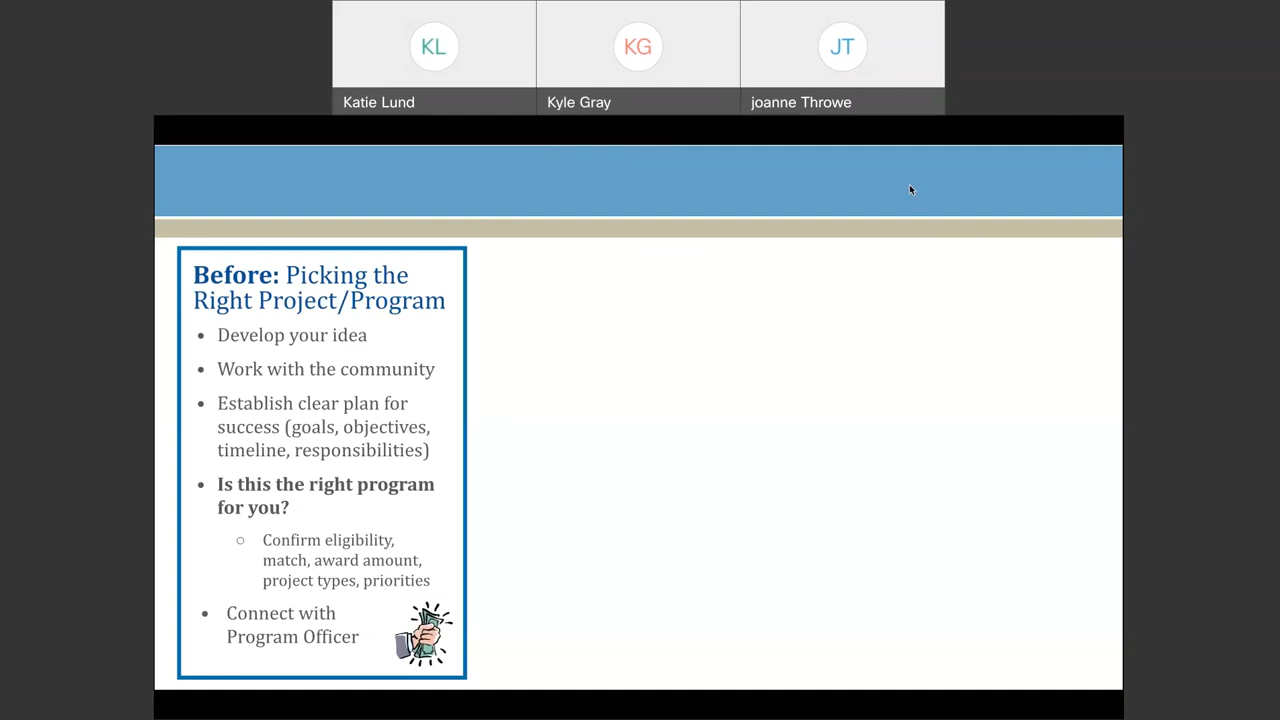 KL
KG
JT
Katie Lund
Kyle Gray
joanne Throwe
Before: Picking the
Right Project/Program
• Develop your idea
• Work with the community
• Establish clear plan for
success (goals, objectives,
timeline, responsibilities)
• Is this the right program
for you?
○ Confirm eligibility,
match, award amount,
project types, priorities
• Connect with
Program Officer